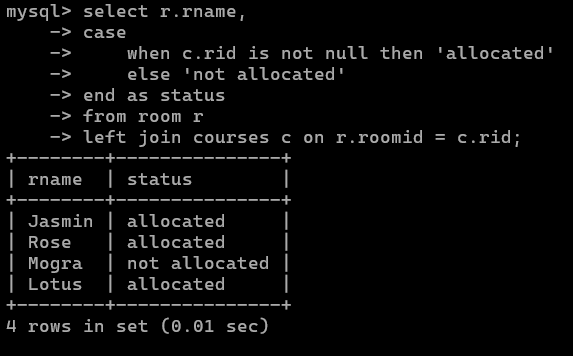 mysql> select r.rname,
    -> case
    ->     when c.rid is not null then 'allocated'
    ->     else 'not allocated'
    -> end as status
    -> from room r
    -> left join courses c on r.roomid = c.rid;
+--------+---------------+
| rname  | status        |
+--------+---------------+
| Jasmin | allocated     |
| Rose   | allocated     |
| Mogra  | not allocated |
| Lotus  | allocated     |
+--------+---------------+
4 rows in set (0.01 sec)